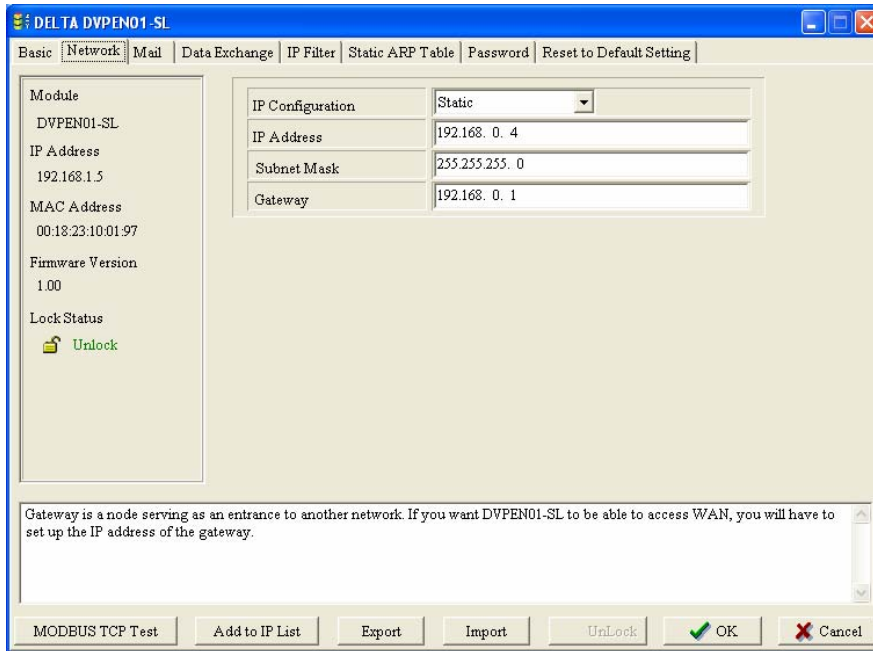 DELTA DVPEN01-SL
Basic Network Mail Data Exchange IP Filter Static ARP Table Password Reset to Default Setting
Module
DVPEN01-SL
IP Address
192.168.1.5
MAC Address
00:18:23:10:01:97
Firmware Version
1.00
Lock Status
Unlock
IP Configuration Static
IP Address 192.168. 0. 4
Subnet Mask 255.255.255. 0
Gateway 192.168. 0. 1
Gateway is a node serving as an entrance to another network. If you want DVPEN01-SL to be able to access WAN, you will have to
set up the IP address of the gateway.
MODBUS TCP Test Add to IP List Export Import UnLock OK Cancel